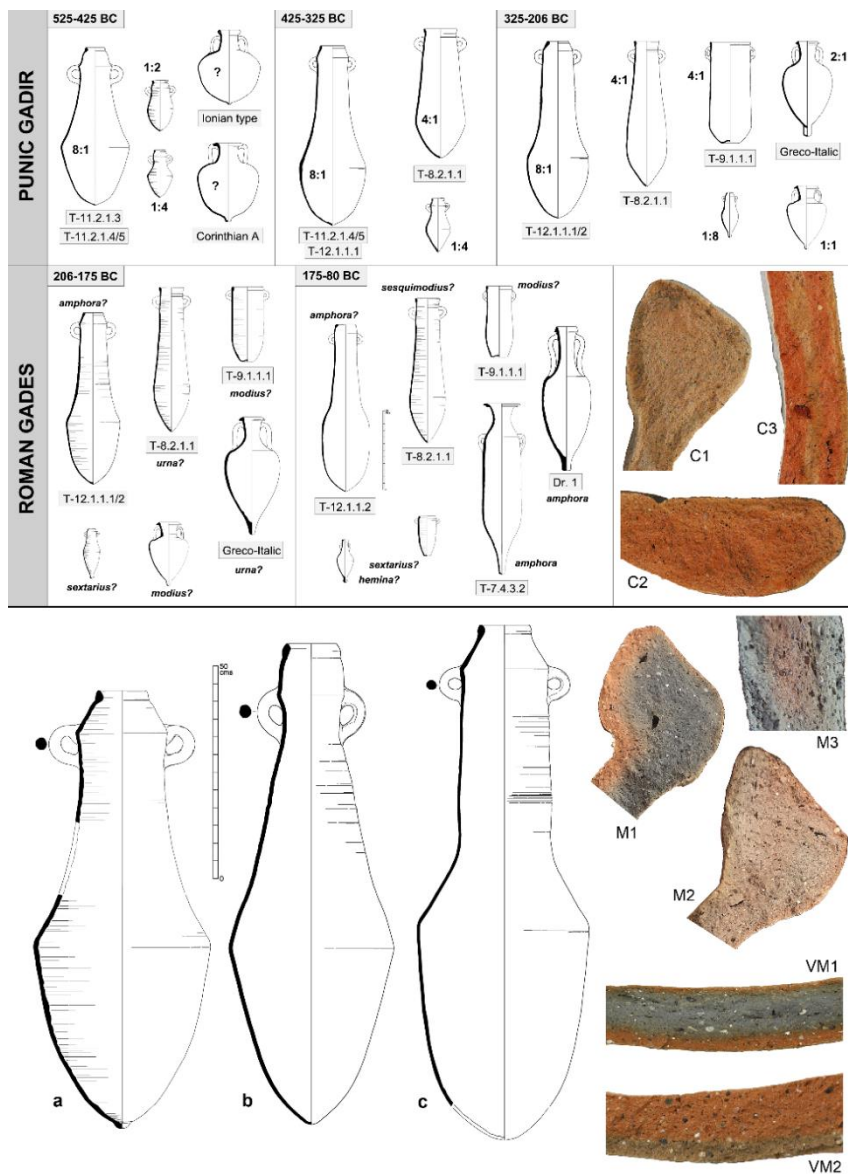 PUNIC GADIR
525-425 BC
8:1
T-11.2.1.3
T-11.2.1.4/5
1:2
1:4
?
Ionian type
?
Corinthian A
425-325 BC
8:1
T-11.2.1.4/5
T-12.1.1.1
4:1
T-8.2.1.1
1:4
325-206 BC
8:1
T-12.1.1.1/2
4:1
T-8.2.1.1
4:1
T-9.1.1.1
1:8
2:1
Greco-Italic
1:1
ROMAN GADES
206-175 BC
amphora?
T-12.1.1.1/2
sextarius?
T-8.2.1.1
urna?
modius?
T-9.1.1.1
modius?
Greco-Italic
urna?
175-80 BC
amphora?
T-12.1.1.2
sesquimodius?
T-8.2.1.1
sextarius?
hemina?
modius?
T-9.1.1.1
T-7.4.3.2
amphora
Dr. 1
amphora
C1
C3
C2
50
cms
0
a
b
c
M1
M3
M2
VM1
VM2